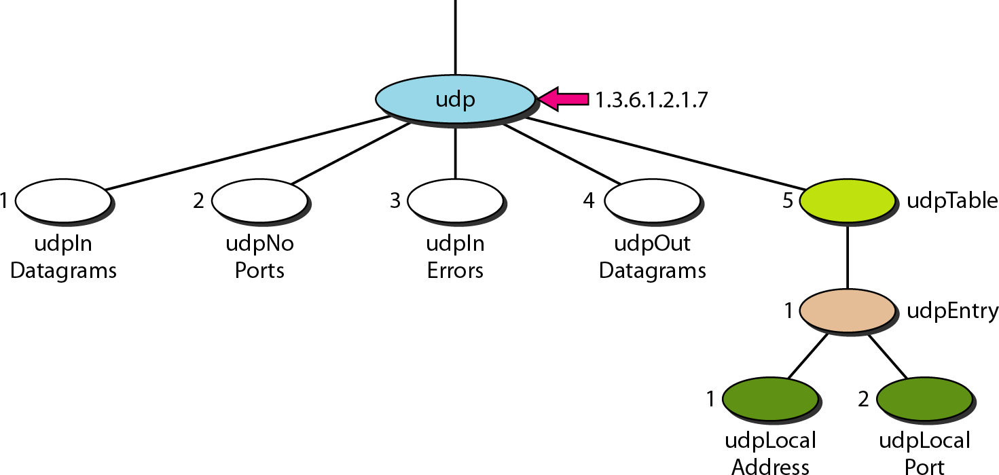 udp
1.3.6.1.2.1.7
1
2
3
4
5
udpTable
udpIn
Datagrams
udpNo
Ports
udpIn
Errors
udpOut
Datagrams
1
udpEntry
1
2
udpLocal
Address
udpLocal
Port